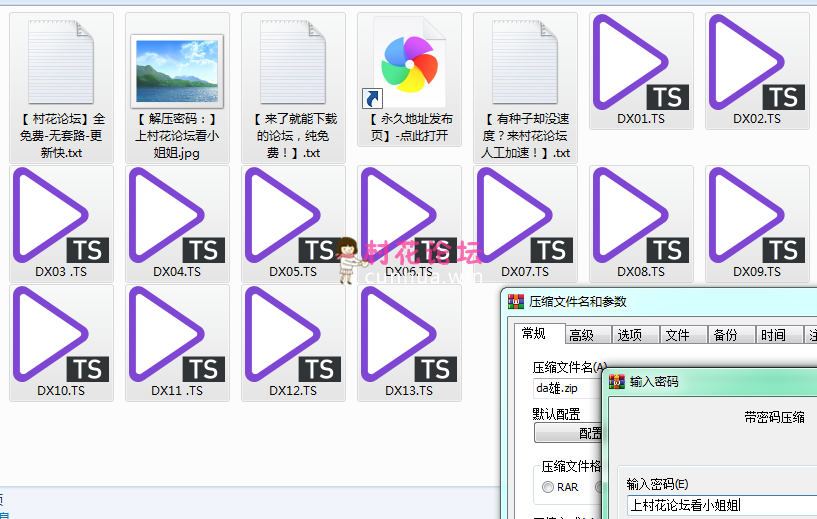 【 村花论坛】全
免费-无套路-更
新快.txt
【 解压密码：】
上村花论坛看小
姐姐.jpg
【 来了就能下载
的论坛，纯免
费！】.txt
【 永久地址发布
页】-点此打开
【 有种子却没速
度？来村花论坛
人工加速！】.txt
TS
DX01.TS
TS
DX02.TS
TS
DX03 .TS
TS
DX04.TS
TS
DX05.TS
TS
DX06.TS
TS
DX07.TS
TS
DX08.TS
TS
DX09.TS
村花论坛
cunhua.win
TS
DX10.TS
TS
DX11 .TS
TS
DX12.TS
TS
DX13.TS
压缩文件名和参数
常规 高级 选项 文件 备份 时间
压缩文件名(A)
da雄.zip
默认配置
配置
压缩文件格
RAR
输入密码
带密码压缩
输入密码(E)
上村花论坛看小姐姐